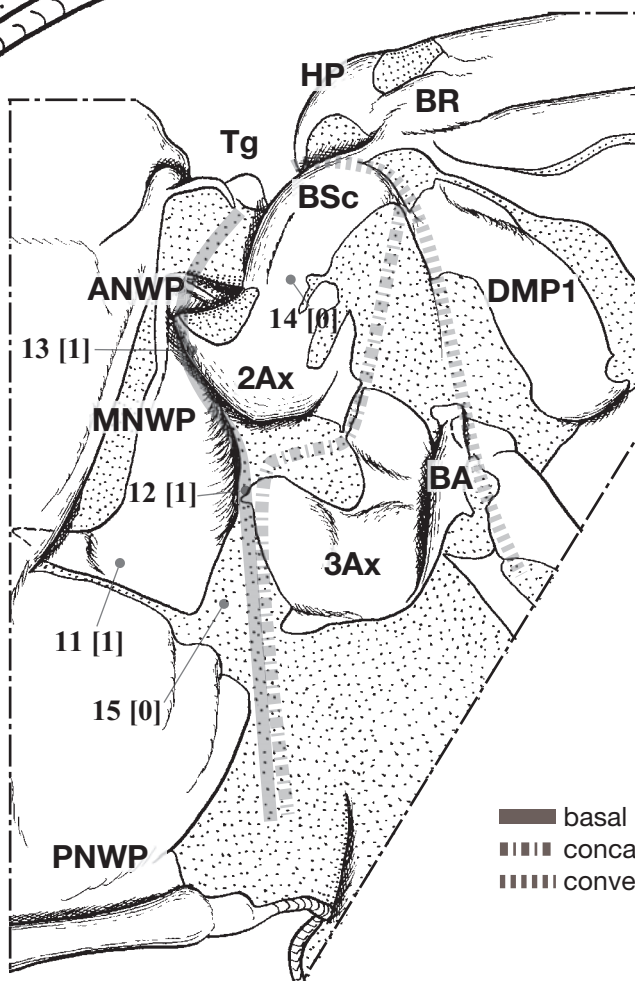 HP
BR
Tg
BSc
ANWP
DMP1
14 [0]
13 [1]
2Ax
MNWP
BA
12 [1]
3Ax
11 [1]
15 [0]
basal
conca
PNWP
conve